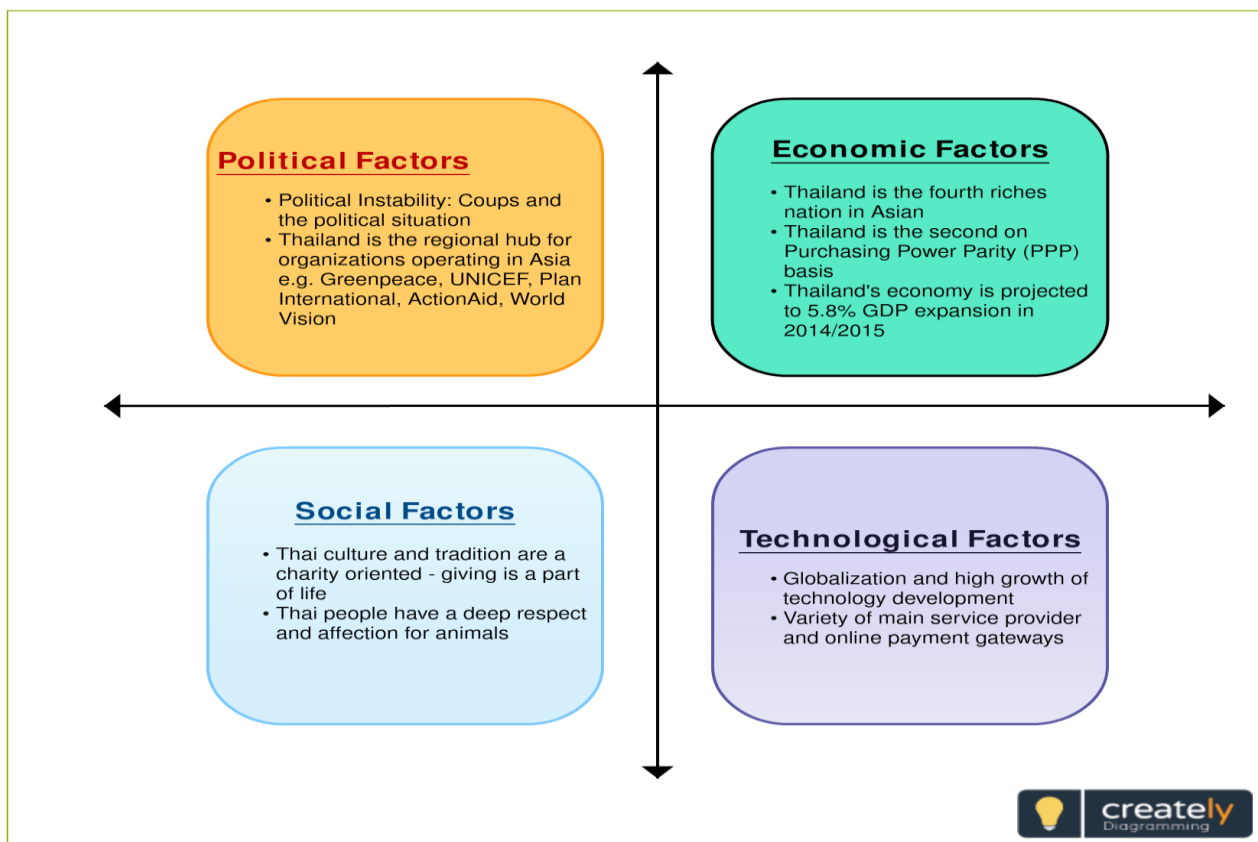 Political Factors
• Political Instability: Coups and
the political situation
• Thailand is the regional hub for
organizations operating in Asia
e.g. Greenpeace, UNICEF, Plan
International, ActionAid, World
Vision
Economic Factors
• Thailand is the fourth riches
nation in Asian
• Thailand is the second on
Purchasing Power Parity (PPP)
basis
• Thailand's economy is projected
to 5.8% GDP expansion in
2014/2015
Social Factors
• Thai culture and tradition are a
charity oriented - giving is a part
of life
• Thai people have a deep respect
and affection for animals
Technological Factors
• Globalization and high growth of
technology development
• Variety of main service provider
and online payment gateways
creately
Diagramming